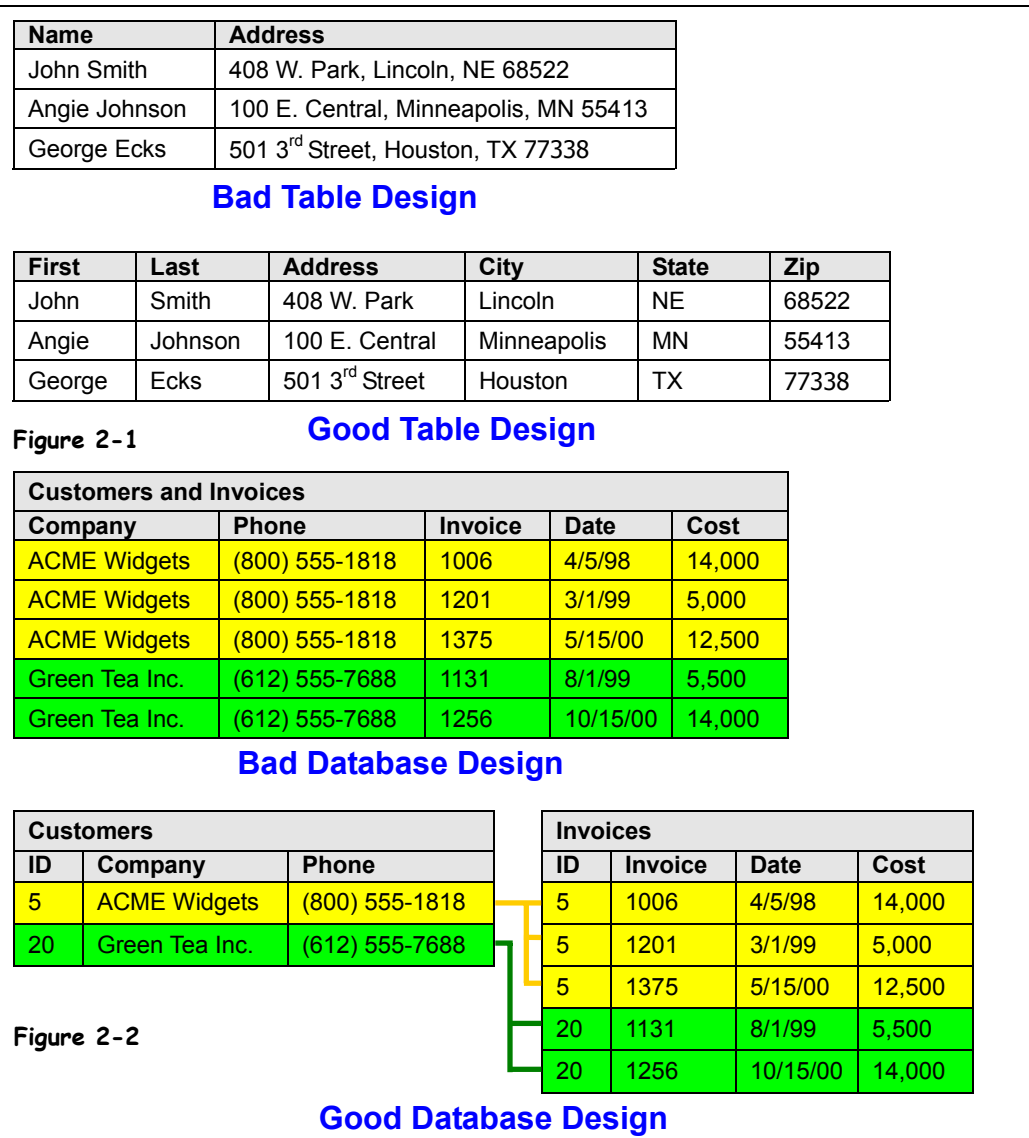 Name Address
John Smith 408 W. Park, Lincoln, NE 68522
Angie Johnson 100 E. Central, Minneapolis, MN 55413
George Ecks 501 3rd Street, Houston, TX 77338
Bad Table Design
First Last Address City State Zip
John Smith 408 W. Park Lincoln NE 68522
Angie Johnson 100 E. Central Minneapolis MN 55413
George Ecks 501 3rd Street Houston TX 77338
Good Table Design
Figure 2-1
Customers and Invoices
Company Phone Invoice Date Cost
ACME Widgets (800) 555-1818 1006 4/5/98 14,000
ACME Widgets (800) 555-1818 1201 3/1/99 5,000
ACME Widgets (800) 555-1818 1375 5/15/00 12,500
Green Tea Inc. (612) 555-7688 1131 8/1/99 5,500
Green Tea Inc. (612) 555-7688 1256 10/15/00 14,000
Bad Database Design
Customers
ID Company Phone
5 ACME Widgets (800) 555-1818
20 Green Tea Inc. (612) 555-7688
Invoices
ID Invoice Date Cost
5 1006 4/5/98 14,000
5 1201 3/1/99 5,000
5 1375 5/15/00 12,500
20 1131 8/1/99 5,500
20 1256 10/15/00 14,000
Figure 2-2
Good Database Design